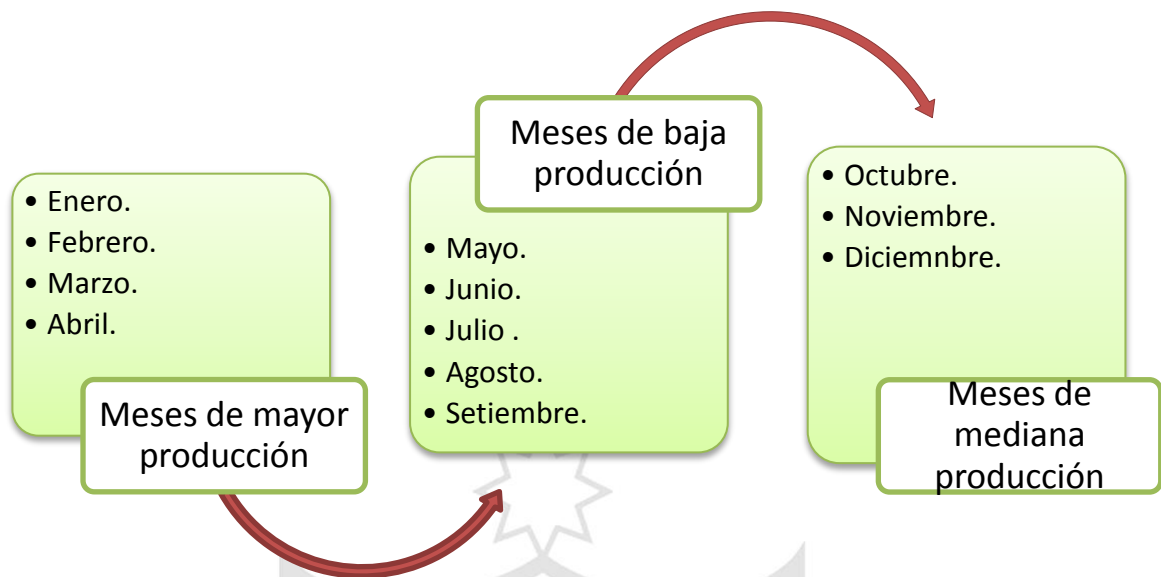 • Enero.
• Febrero.
• Marzo.
• Abril.
Meses de mayor
producción
Meses de baja
producción
• Mayo.
• Junio.
• Julio .
• Agosto.
• Setiembre.
• Octubre.
• Noviembre.
• Diciemnbre.
Meses de
mediana
producción